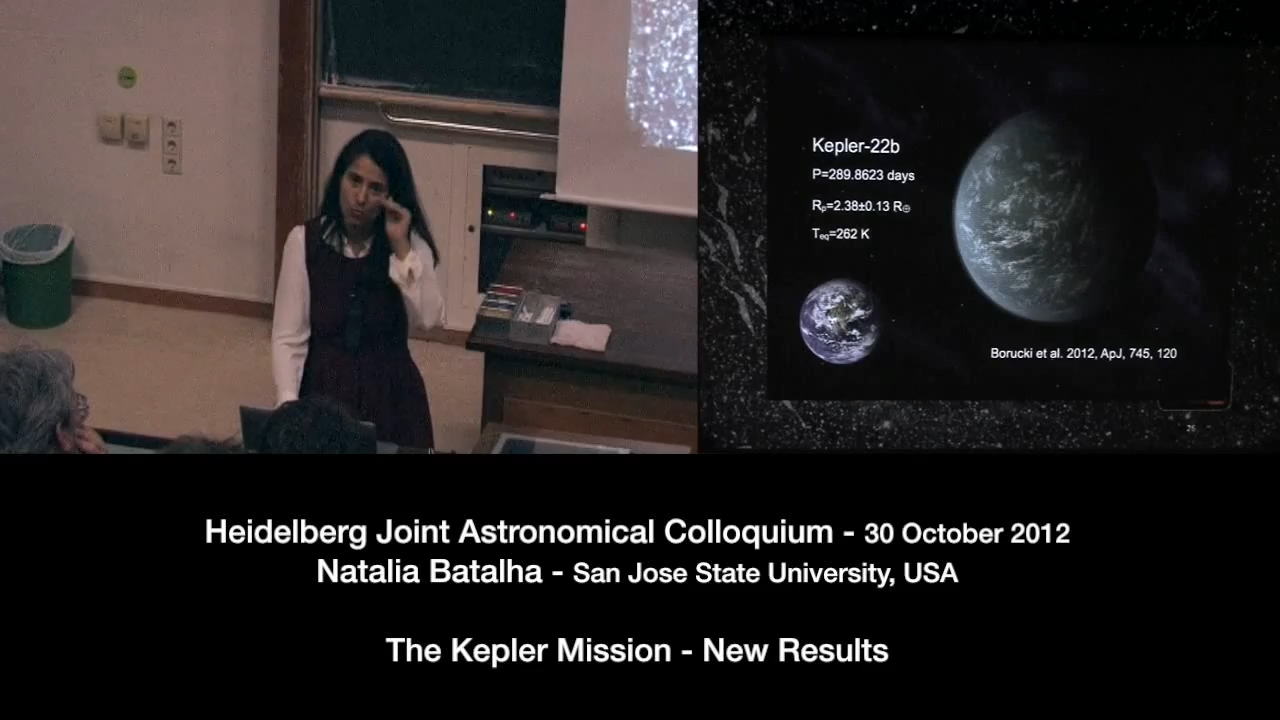 Kepler-22b
P=289.8623 days
Rp=2.38±0.13 R⊕
Teq=262 K
Borucki et al. 2012, ApJ, 745, 120
25
Heidelberg Joint Astronomical Colloquium - 30 October 2012
Natalia Batalha - San Jose State University, USA
The Kepler Mission - New Results